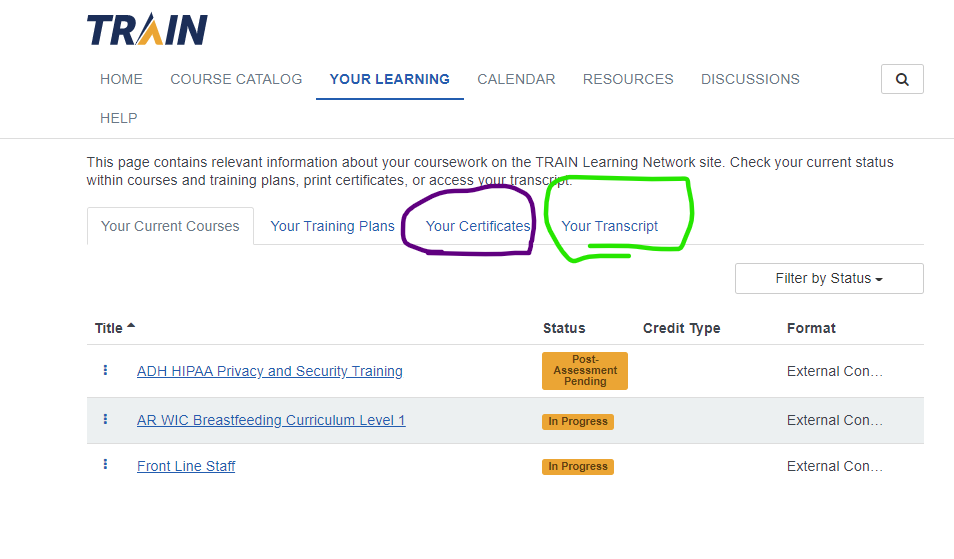 TRAIN
HOME COURSE CATALOG YOUR LEARNING CALENDAR RESOURCES DISCUSSIONS
HELP
This page contains relevant information about your coursework on the TRAIN Learning Network site. Check your current status
within courses and training plans, print certificates, or access your transcript.
Your Current Courses Your Training Plans Your Certificates Your Transcript
Filter by Status
Title Status Credit Type Format
ADH HIPAA Privacy and Security Training Post-
Assessment
Pending External Con...
AR WIC Breastfeeding Curriculum Level 1 In Progress External Con...
Front Line Staff In Progress External Con...